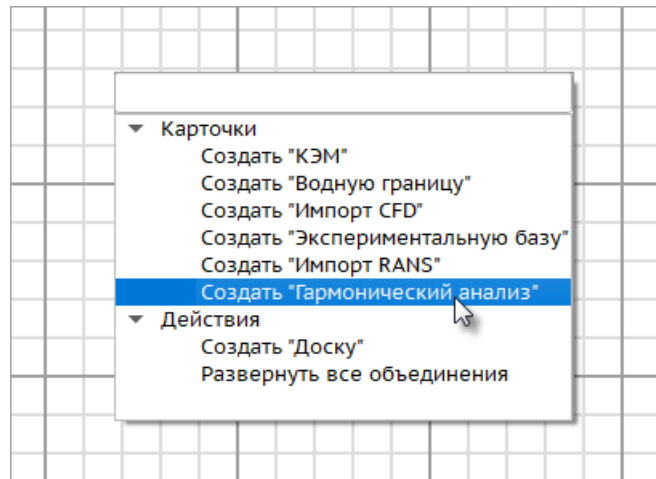 Карточки
Создать "КЭМ"
Создать "Водную границу"
Создать "Импорт CFD"
Создать "Экспериментальную базу"
Создать "Импорт RANS"
Создать "Гармонический анализ"
Действия
Создать "Доску"
Развернуть все объединения